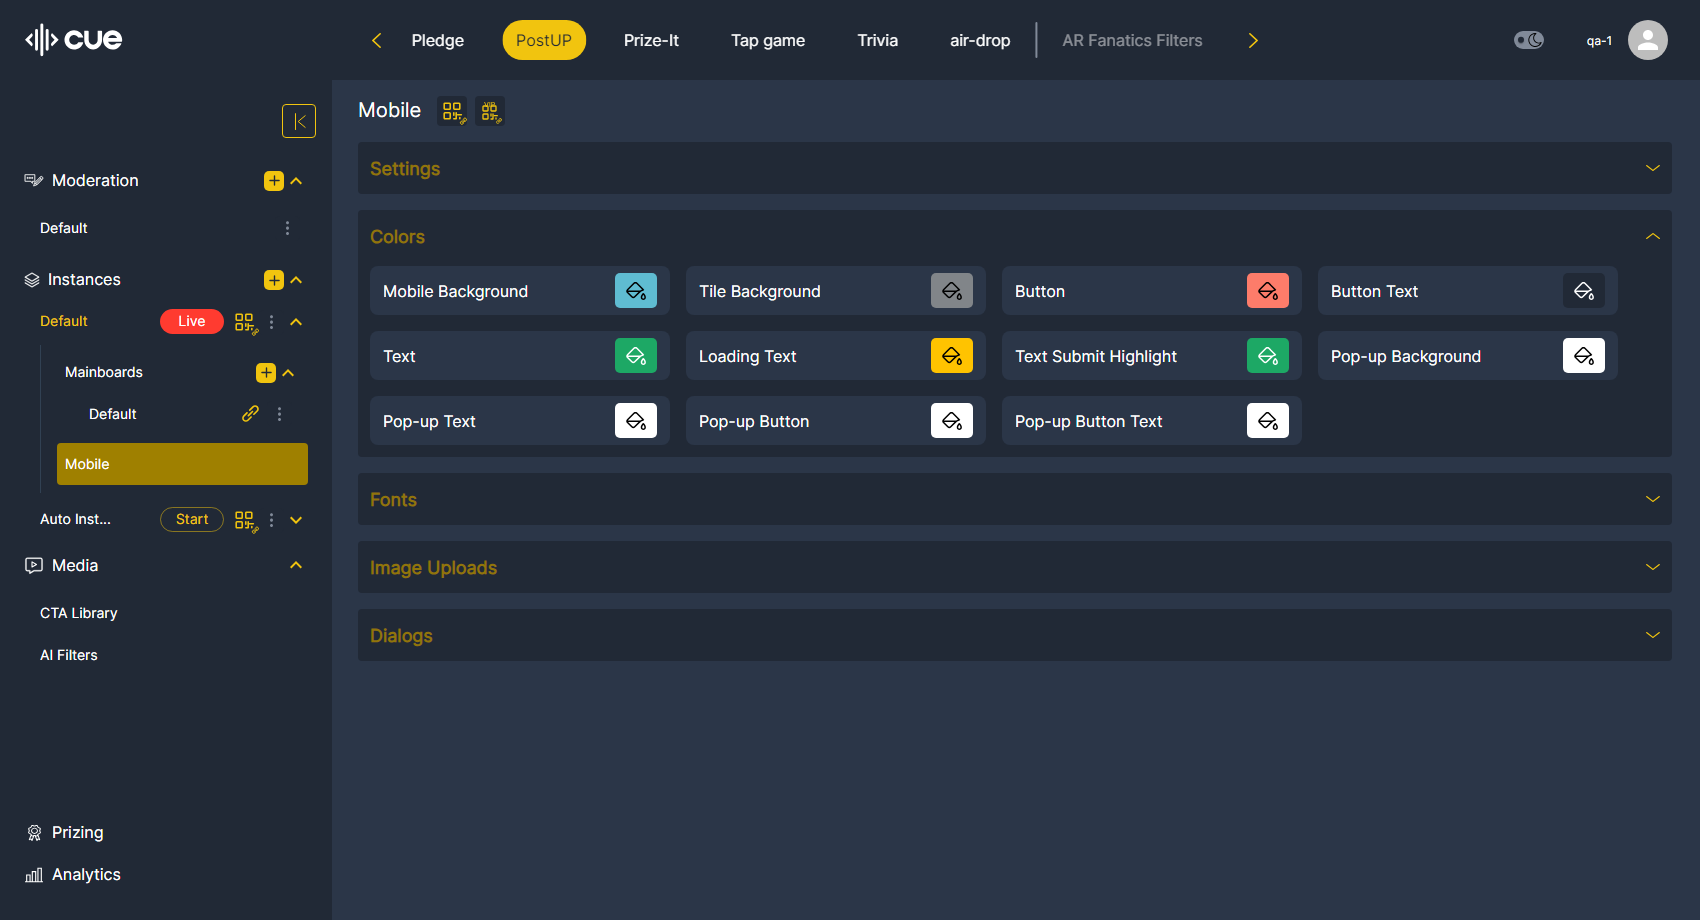 cue
Pledge
PostUP
Prize-It
Tap game
Trivia
air-drop
AR Fanatics Filters
qa-1
Moderation
Default
Instances
Default
Live
Mainboards
Default
Mobile
Auto Inst...
Start
Media
CTA Library
AI Filters
Prizing
Analytics
Mobile
VIP
Settings
Colors
Mobile Background
Tile Background
Button
Button Text
Text
Loading Text
Text Submit Highlight
Pop-up Background
Pop-up Text
Pop-up Button
Pop-up Button Text
Fonts
Image Uploads
Dialogs